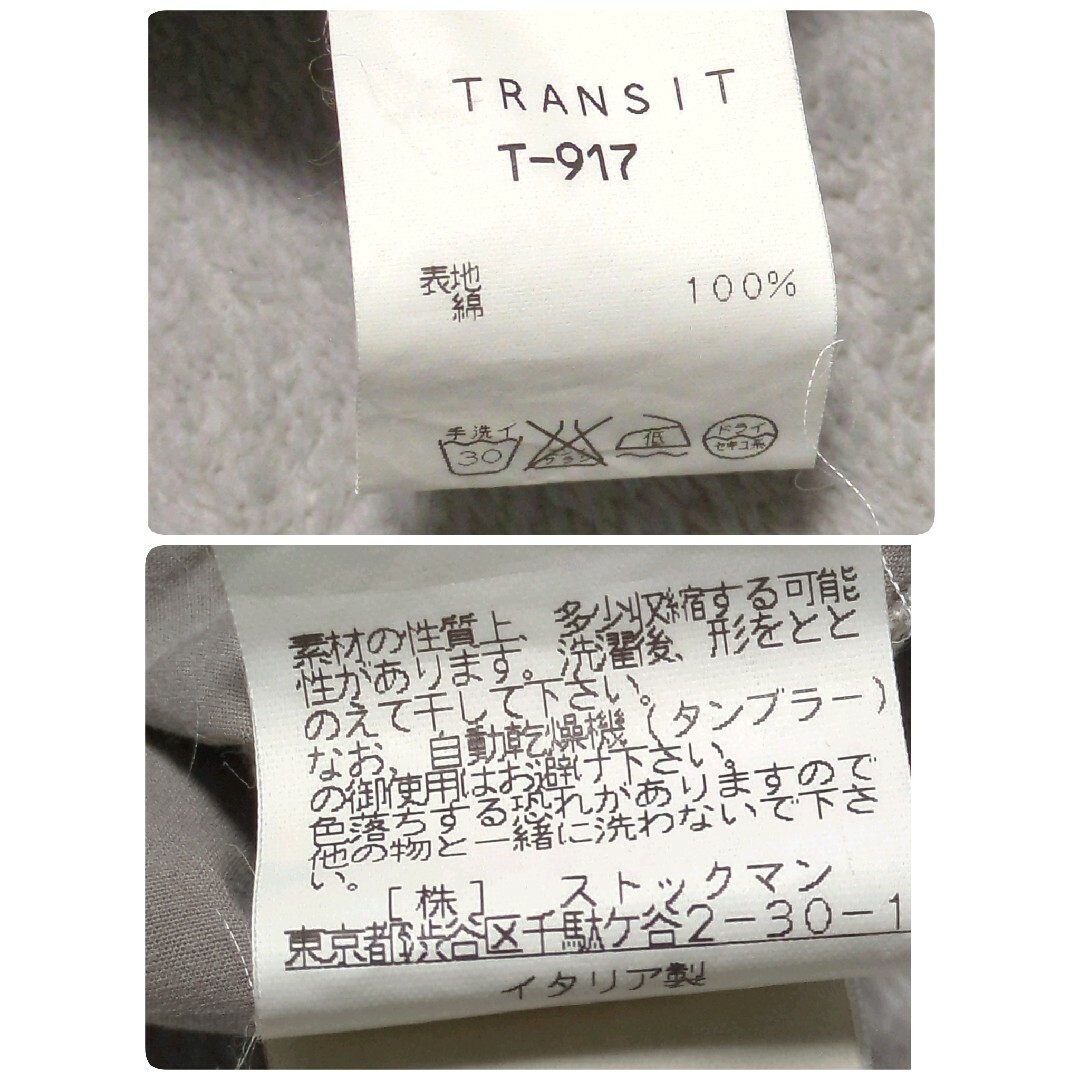 TRANSIT
T-917
表地
綿 100%
手洗イ
30
エンソサラシ
低
ドライ
セキユ系
素材の性質上、多少収縮する可能
性があります。洗濯後、形をとと
のえて干して下さい。
なお、自動乾燥機(タンブラー)
の御使用はお避け下さい。
色落ちする恐れがありますので
他の物と一緒に洗わないで下さ
い。
[株] ストックマン
東京都渋谷区千駄ケ谷2-30-1
イタリア製